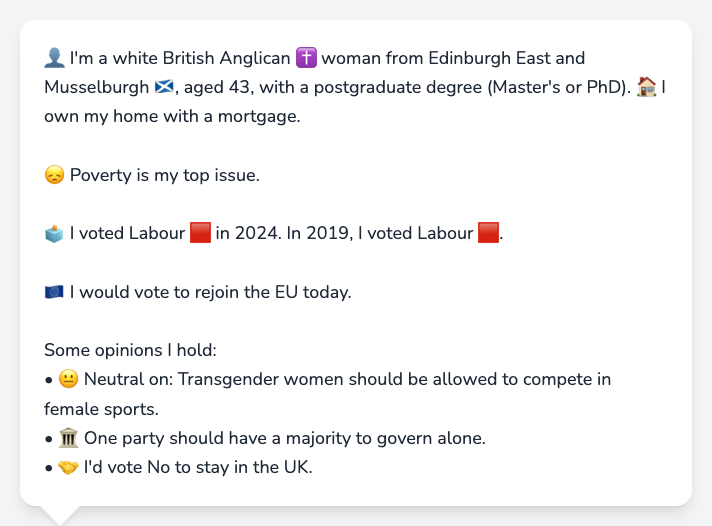 👤 I'm a white British Anglican ✝️ woman from Edinburgh East and
Musselburgh 🏴󠁧󠁢󠁳󠁣󠁴󠁿, aged 43, with a postgraduate degree (Master's or PhD). 🏠 I
own my home with a mortgage.
😞 Poverty is my top issue.
🗳️ I voted Labour 🟥 in 2024. In 2019, I voted Labour 🟥.
🇪🇺 I would vote to rejoin the EU today.
Some opinions I hold:
• 😐 Neutral on: Transgender women should be allowed to compete in
female sports.
• 🏛️ One party should have a majority to govern alone.
• 🤝 I'd vote No to stay in the UK.